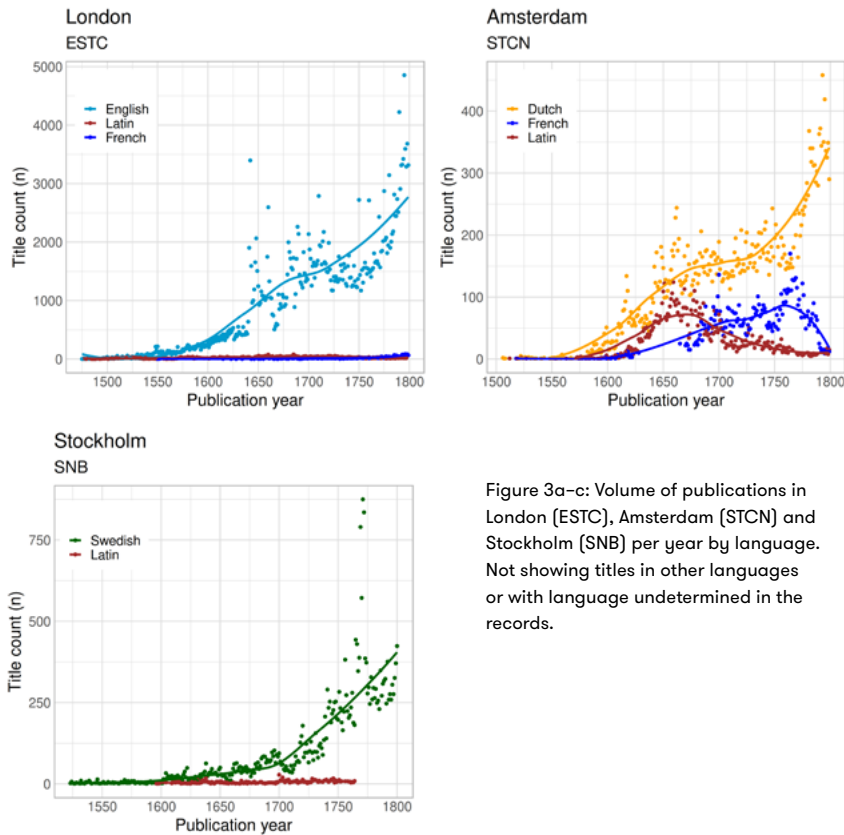 London
ESTC
5000
4000
3000
2000
1000
0
Title count (n)
English
Latin
French
1500 1550 1600 1650 1700 1750 1800
Publication year
Amsterdam
STCN
400
300
200
100
0
Title count (n)
Dutch
French
Latin
1500 1550 1600 1650 1700 1750 1800
Publication year
Stockholm
SNB
750
500
250
0
Title count (n)
Swedish
Latin
1550 1600 1650 1700 1750 1800
Publication year
Figure 3a–c: Volume of publications in
London (ESTC), Amsterdam (STCN) and
Stockholm (SNB) per year by language.
Not showing titles in other languages
or with language undetermined in the
records.